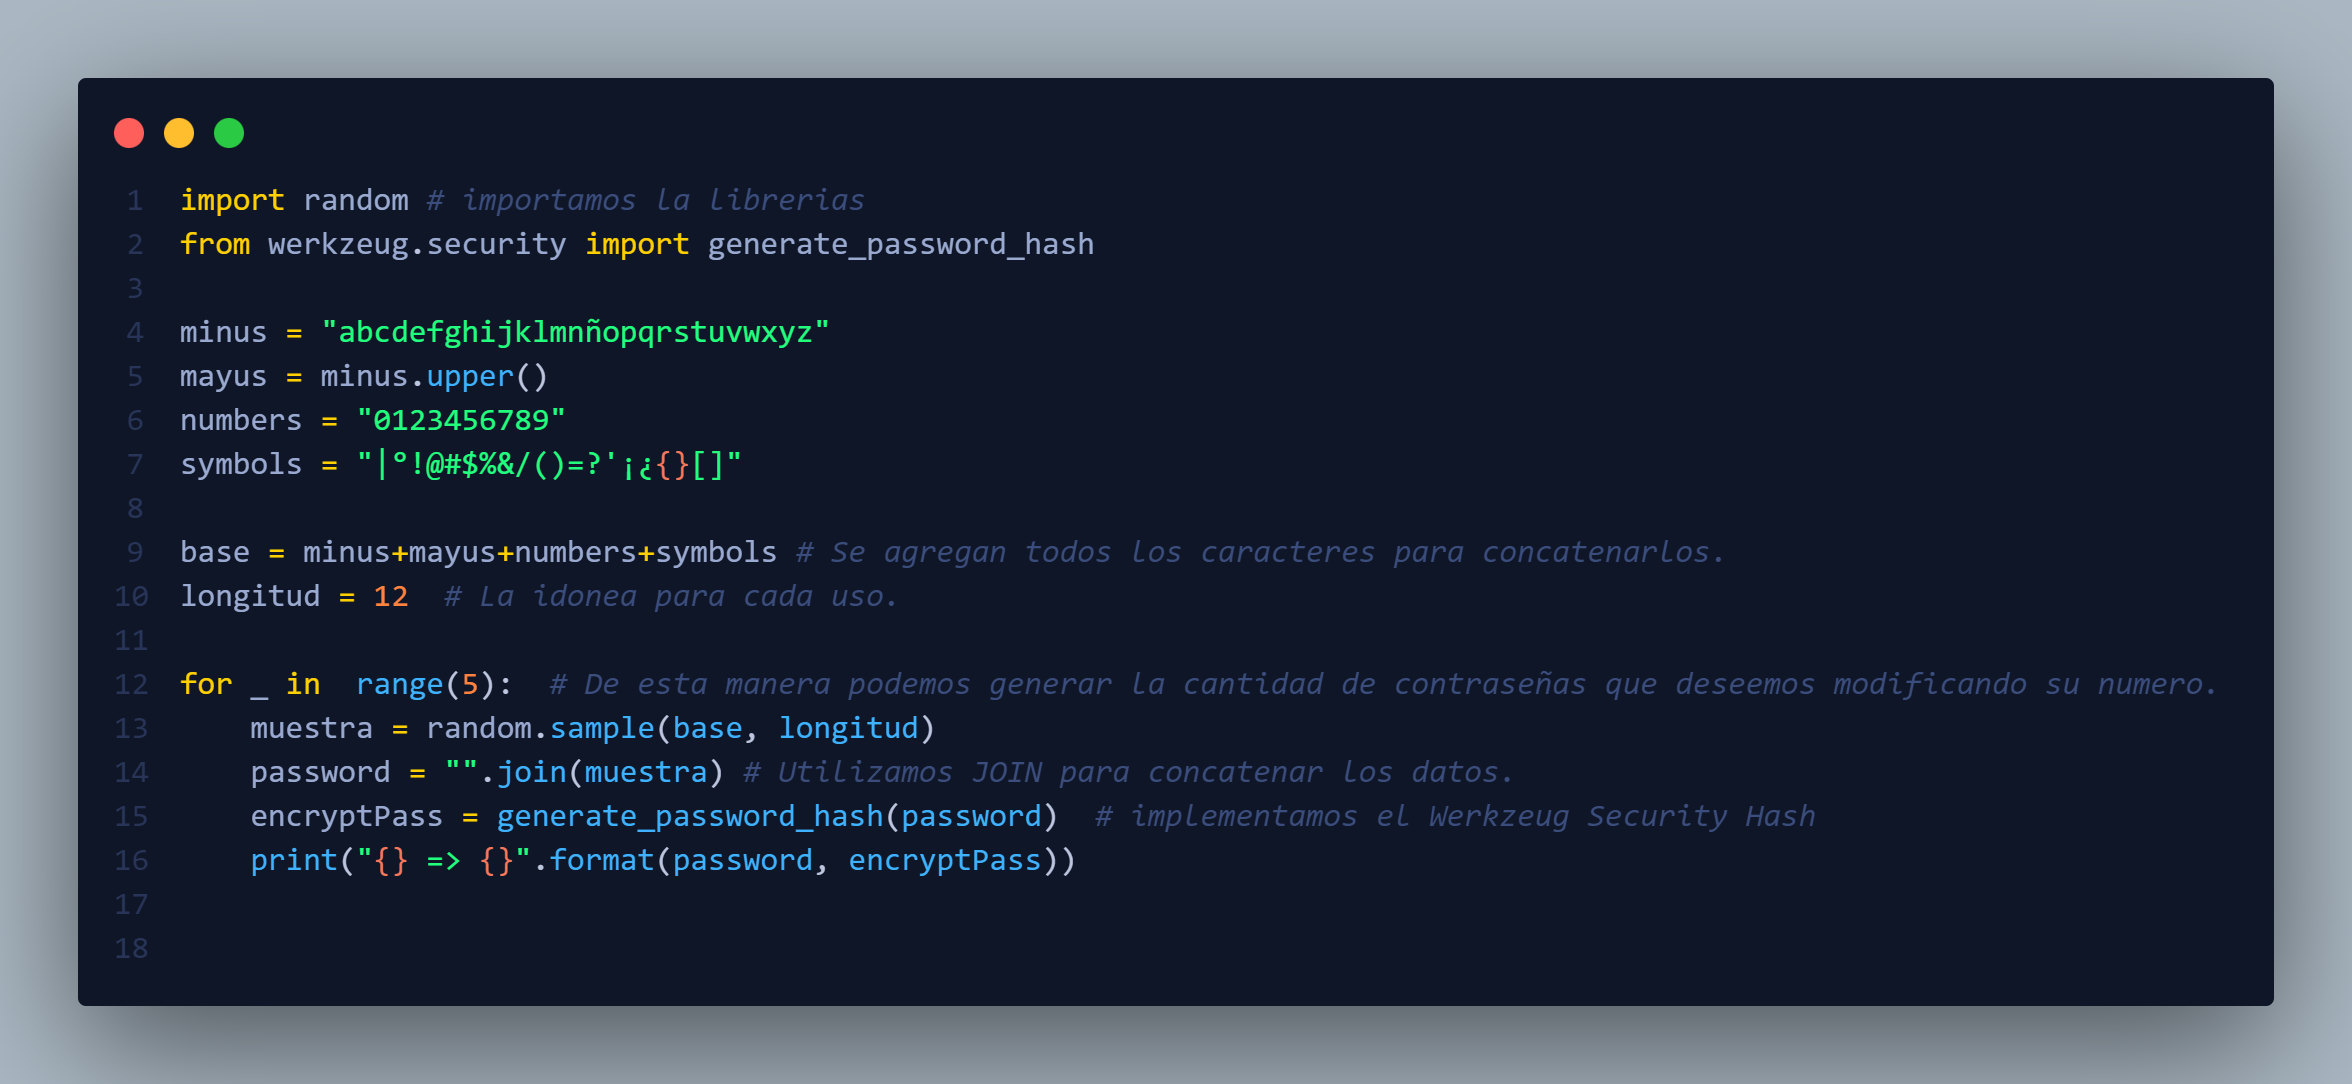 1 import random # importamos la librerias
2 from werkzeug.security import generate_password_hash
3
4 minus = "abcdefghijklmnñopqrstuvwxyz"
5 mayus = minus.upper()
6 numbers = "0123456789"
7 symbols = "|°!@#$%&/()=?'¡¿{}[]"
8
9 base = minus+mayus+numbers+symbols # Se agregan todos los caracteres para concatenarlos.
10 longitud = 12  # La idonea para cada uso.
11
12 for _ in  range(5):  # De esta manera podemos generar la cantidad de contraseñas que deseemos modificando su numero.
13     muestra = random.sample(base, longitud)
14     password = "".join(muestra) # Utilizamos JOIN para concatenar los datos.
15     encryptPass = generate_password_hash(password)  # implementamos el Werkzeug Security Hash
16     print("{} => {}".format(password, encryptPass))
17
18